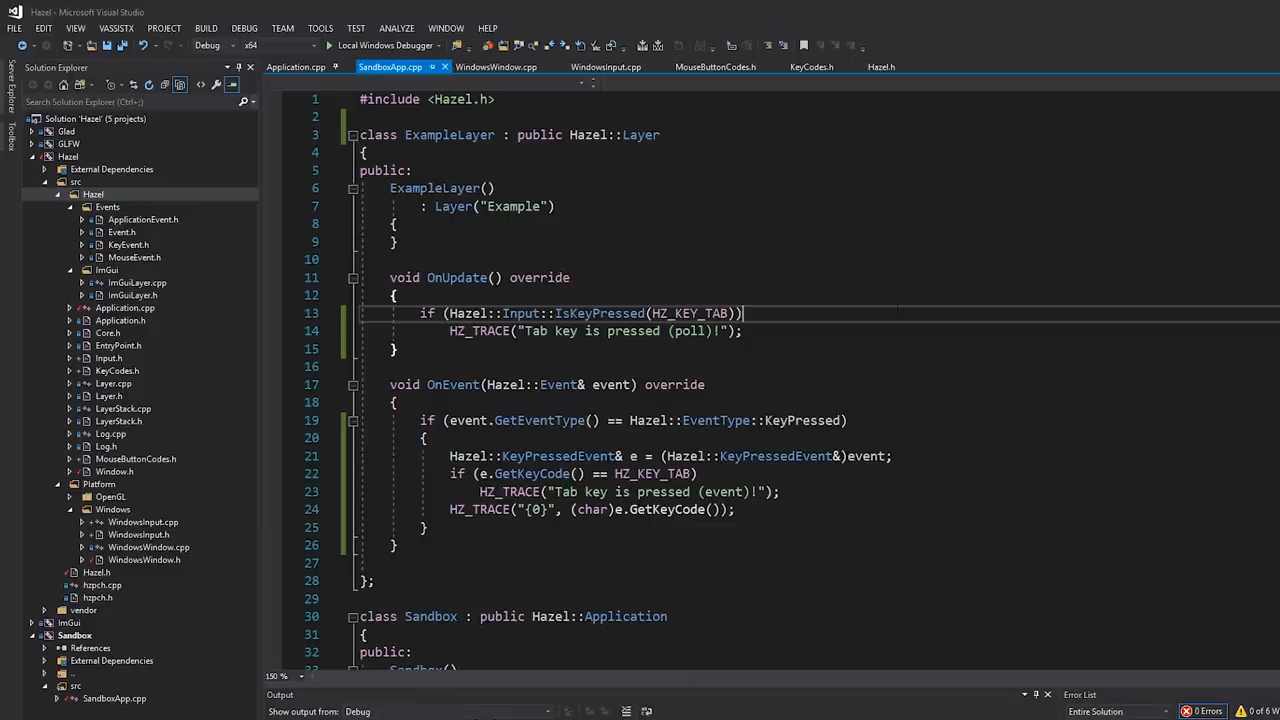 Hazel - Microsoft Visual Studio
FILE EDIT VIEW VASSISTX PROJECT BUILD DEBUG TEAM TOOLS TEST ANALYZE WINDOW HELP
Debug x64 Local Windows Debugger
Server Explorer
Toolbox
Solution Explorer
Search Solution Explorer (Ctrl+;)
Solution 'Hazel' (5 projects)
Glad
GLFW
Hazel
External Dependencies
src
Hazel
Events
ApplicationEvent.h
Event.h
KeyEvent.h
MouseEvent.h
ImGui
ImGuiLayer.cpp
ImGuiLayer.h
Application.cpp
Application.h
Core.h
EntryPoint.h
Input.h
KeyCodes.h
Layer.cpp
Layer.h
LayerStack.cpp
LayerStack.h
Log.cpp
Log.h
MouseButtonCodes.h
Window.h
Platform
OpenGL
Windows
WindowsInput.cpp
WindowsInput.h
WindowsWindow.cpp
WindowsWindow.h
Hazel.h
hzpch.cpp
hzpch.h
vendor
ImGui
Sandbox
References
External Dependencies
..
src
SandboxApp.cpp
Application.cpp SandboxApp.cpp WindowsWindow.cpp WindowsInput.cpp MouseButtonCodes.h KeyCodes.h Hazel.h
1 #include <Hazel.h>
2
3 class ExampleLayer : public Hazel::Layer
4 {
5 public:
6 ExampleLayer()
7 : Layer("Example")
8 {
9 }
10
11 void OnUpdate() override
12 {
13 if (Hazel::Input::IsKeyPressed(HZ_KEY_TAB))
14 HZ_TRACE("Tab key is pressed (poll)!");
15 }
16
17 void OnEvent(Hazel::Event& event) override
18 {
19 if (event.GetEventType() == Hazel::EventType::KeyPressed)
20 {
21 Hazel::KeyPressedEvent& e = (Hazel::KeyPressedEvent&)event;
22 if (e.GetKeyCode() == HZ_KEY_TAB)
23 HZ_TRACE("Tab key is pressed (event)!");
24 HZ_TRACE("{0}", (char)e.GetKeyCode());
25 }
26 }
27
28 };
29
30 class Sandbox : public Hazel::Application
31 {
32 public:
33 Sandbox()
150 %
Output
Show output from: Debug
Error List
Entire Solution 0 Errors 0 of 6 W